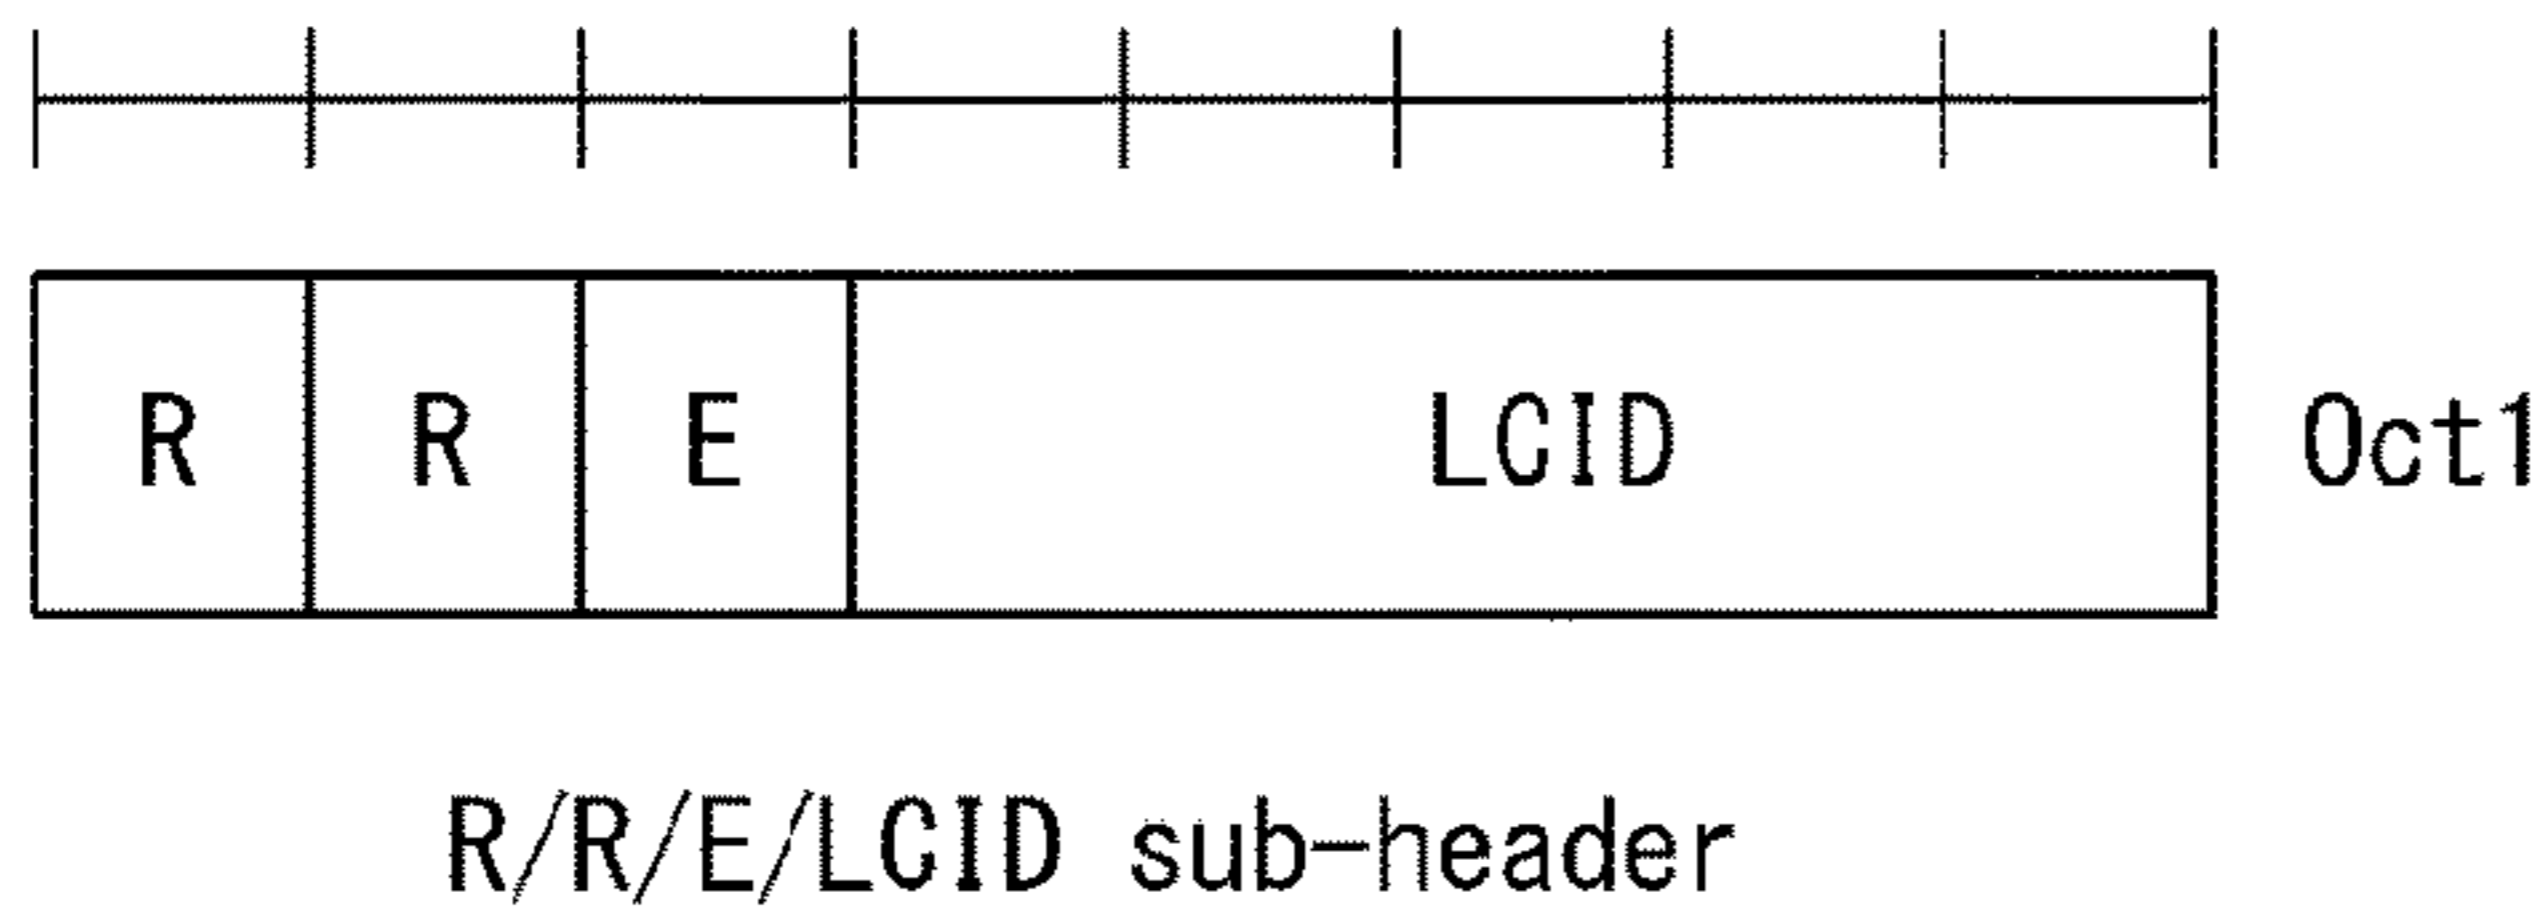 R R E LCID Oct1
R/R/E/LCID sub-header